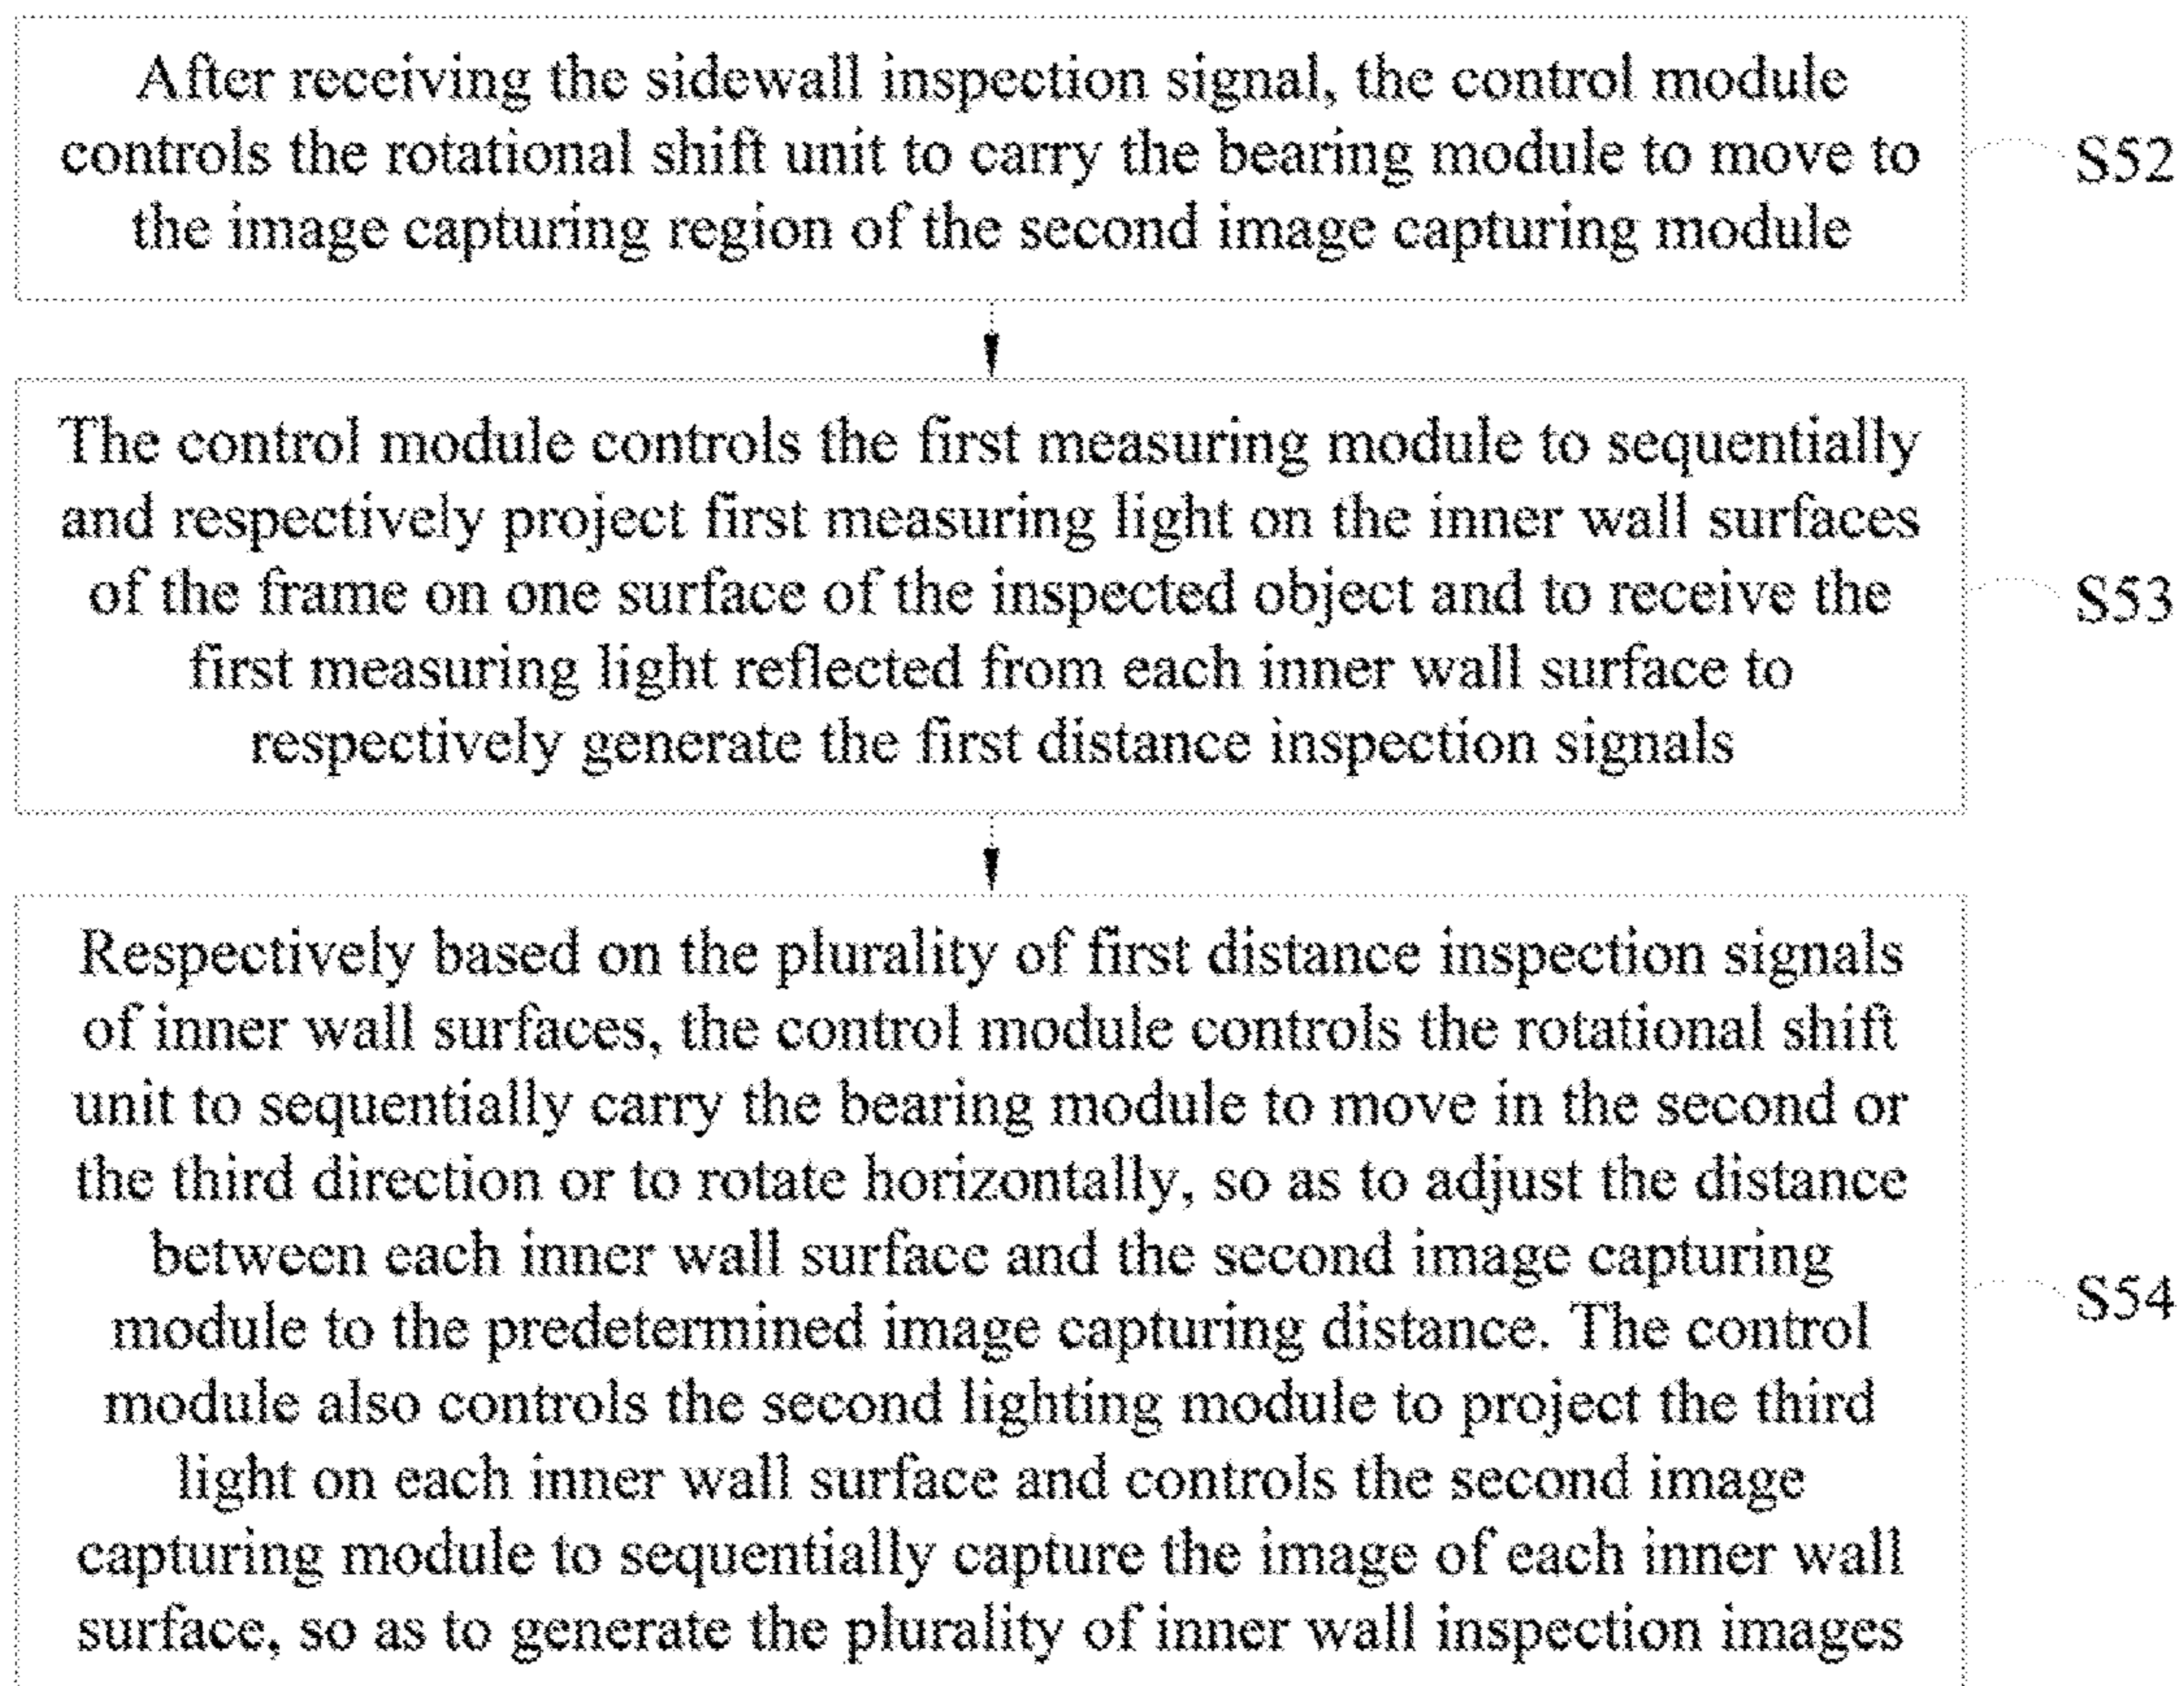 After receiving the sidewall inspection signal, the control module
controls the rotational shift unit to carry the bearing module to move to
the image capturing region of the second image capturing module
S52
The control module controls the first measuring module to sequentially
and respectively project first measuring light on the inner wall surfaces
of the frame on one surface of the inspected object and to receive the
first measuring light reflected from each inner wall surface to
respectively generate the first distance inspection signals
S53
Respectively based on the plurality of first distance inspection signals
of inner wall surfaces, the control module controls the rotational shift
unit to sequentially carry the bearing module to move in the second or
the third direction or to rotate horizontally, so as to adjust the distance
between each inner wall surface and the second image capturing
module to the predetermined image capturing distance. The control
module also controls the second lighting module to project the third
light on each inner wall surface and controls the second image
capturing module to sequentially capture the image of each inner wall
surface, so as to generate the plurality of inner wall inspection images
S54